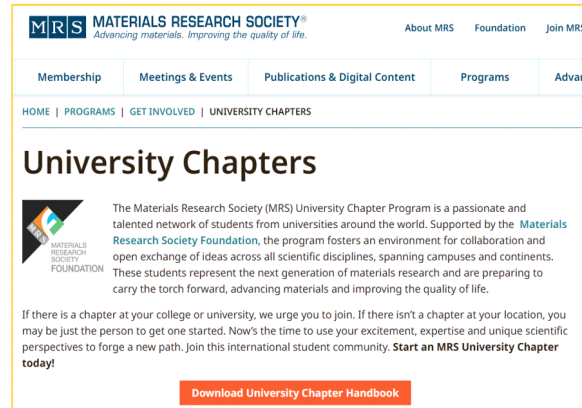 MRS MATERIALS RESEARCH SOCIETY®
Advancing materials. Improving the quality of life.
About MRS Foundation Join MRS
Membership Meetings & Events Publications & Digital Content Programs Advan
HOME | PROGRAMS | GET INVOLVED | UNIVERSITY CHAPTERS
University Chapters
MRS
MATERIALS
RESEARCH
SOCIETY
FOUNDATION
The Materials Research Society (MRS) University Chapter Program is a passionate and
talented network of students from universities around the world. Supported by the Materials
Research Society Foundation, the program fosters an environment for collaboration and
open exchange of ideas across all scientific disciplines, spanning campuses and continents.
These students represent the next generation of materials research and are preparing to
carry the torch forward, advancing materials and improving the quality of life.
If there is a chapter at your college or university, we urge you to join. If there isn't a chapter at your location, you
may be just the person to get one started. Now's the time to use your excitement, expertise and unique scientific
perspectives to forge a new path. Join this international student community. Start an MRS University Chapter
today!
Download University Chapter Handbook